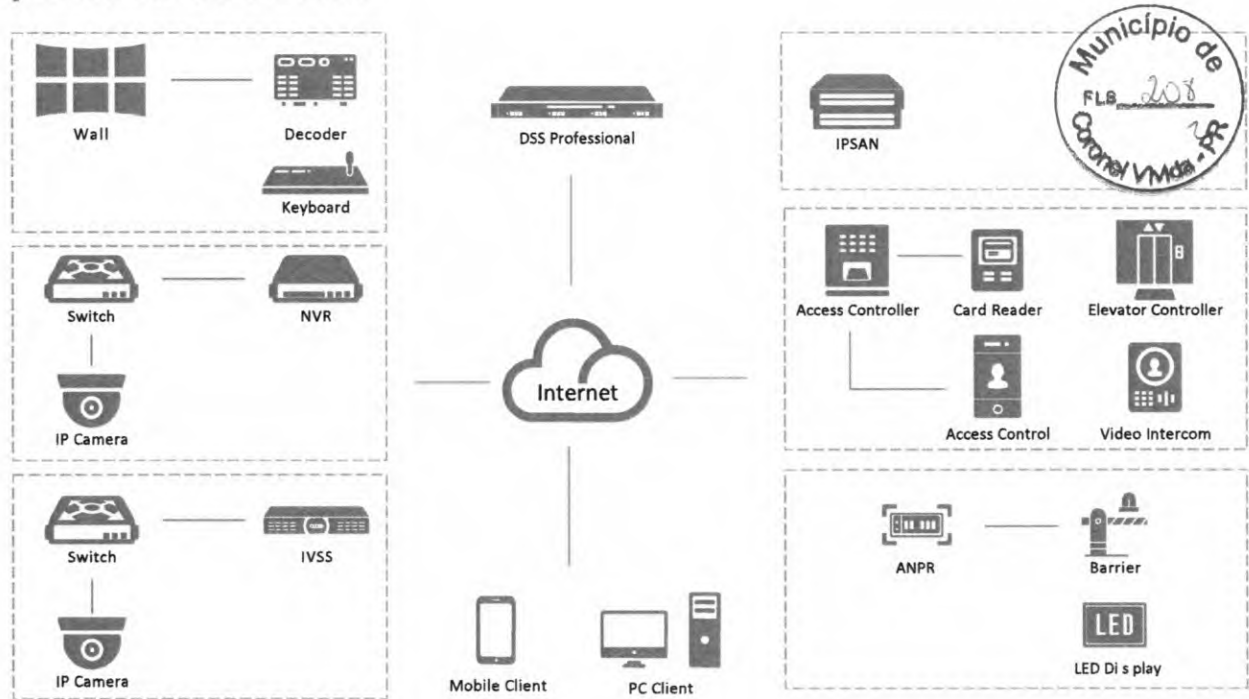 Wall
Decoder
Keyboard
DSS Professional
IPSAN
Município de
FLS 208
Coronel Vivida - PR
Switch
NVR
IP Camera
Internet
Access Controller
Card Reader
Elevator Controller
Access Control
Video Intercom
Switch
IVSS
IP Camera
Mobile Client
PC Client
ANPR
Barrier
LED
LED Di s play